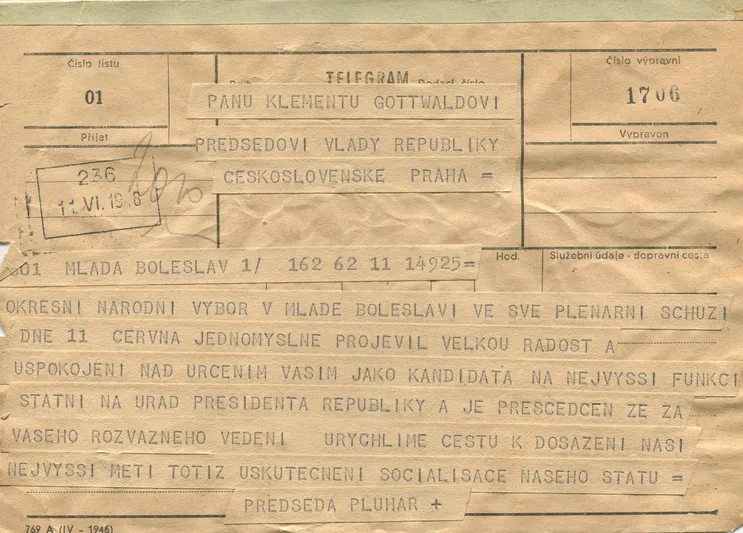 Číslo listu
TELEGRAM
Podací číslo
Číslo výpravní
01
PANU KLEMENTU GOTTWALDOVI
1706
Přijat
PREDSEDOVI VLADY REPUBLIKY
Vypraven
236
CESKOSLOVENSKE PRAHA =
11.VI.19 8
Hod.
Služební údaje - dopravní cesta
601 MLADA BOLESLAV 1/ 162 62 11 14925=
OKRESNI NARODNI VYBOR V MLADE BOLESLAVI VE SVE PLENARNI SCHUZI
DNE 11 CERVNA JEDNOMYSLNE PROJEVIL VELKOU RADOST A
USPOKOJENI NAD URCENIM VASIM JAKO KANDIDATA NA NEJVYSSI FUNKCI
STATNI NA URAD PRESIDENTA REPUBLIKY A JE PRESCEDCEN ZE ZA
VASEHO ROZVAZNEHO VEDENI URYCHLIME CESTU K DOSAZENI NASI
NEJVYSSI METI TOTIZ USKUTECNENI SOCIALISACE NASEHO STATU =
PREDSEDA PLUHAR +
769 A (IV - 1946)